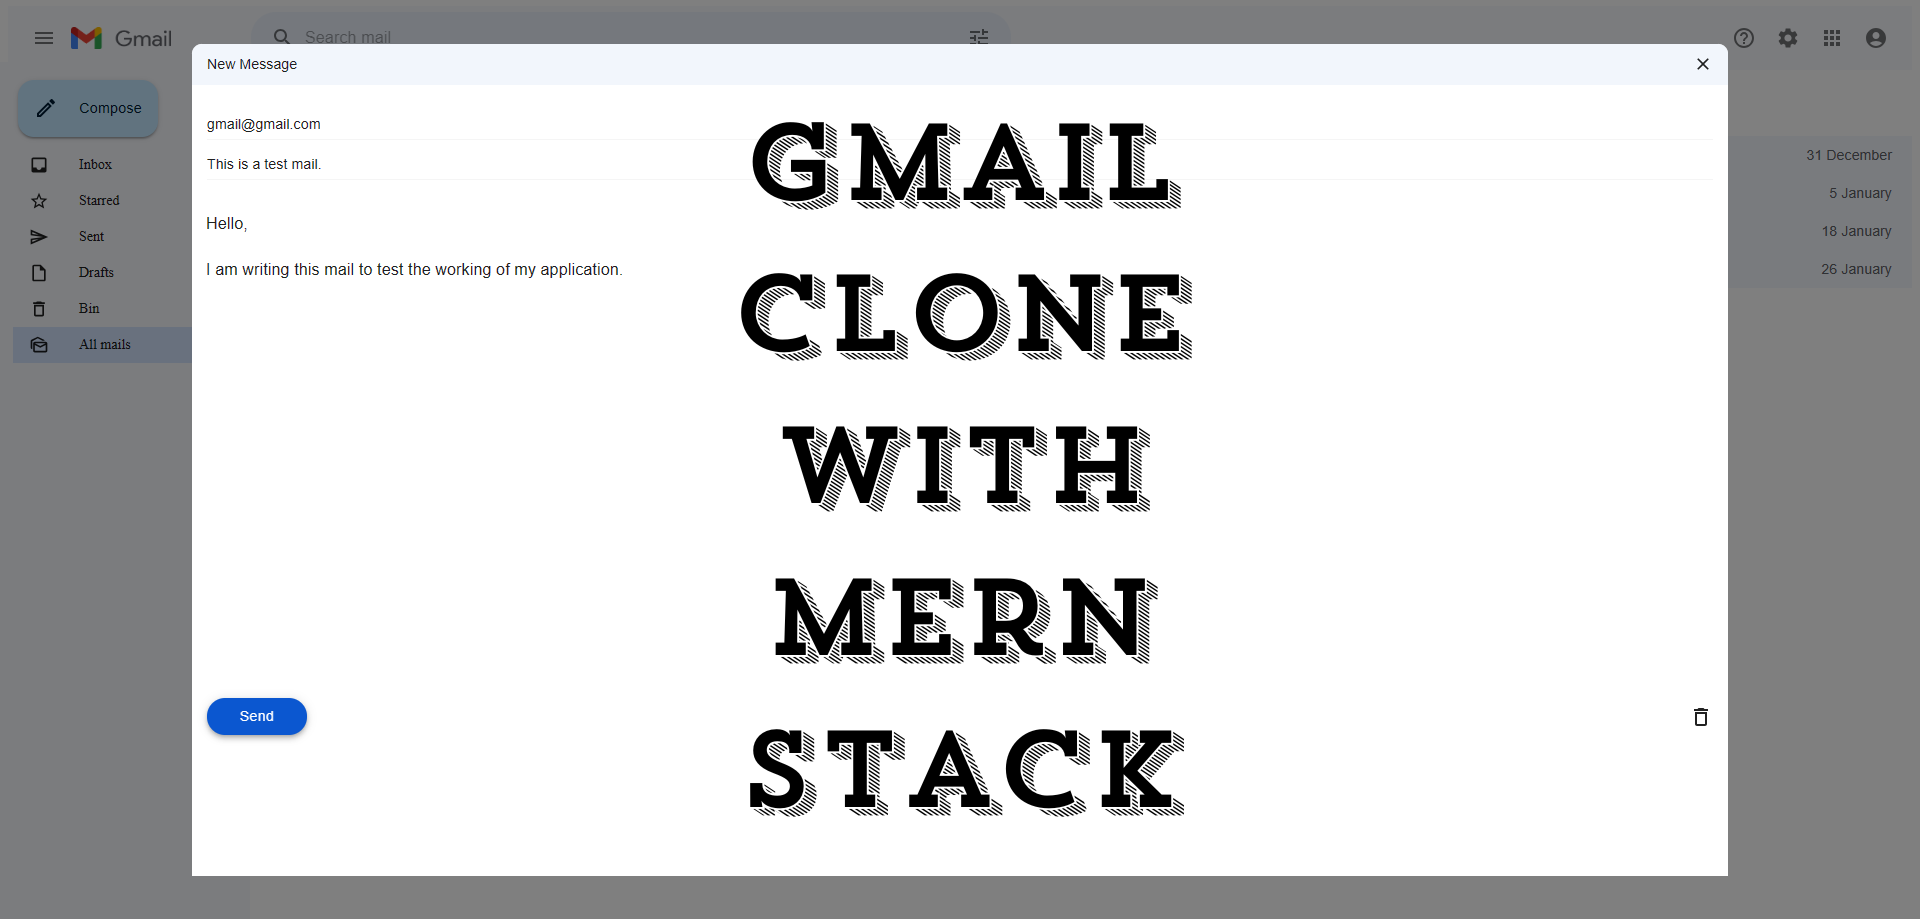 Gmail
Search mail
New Message
Compose
gmail@gmail.com
This is a test mail.
Hello,
I am writing this mail to test the working of my application.
Inbox
Starred
Sent
Drafts
Bin
All mails
31 December
5 January
18 January
26 January
GMAIL
CLONE
WITH
MERN
STACK
Send